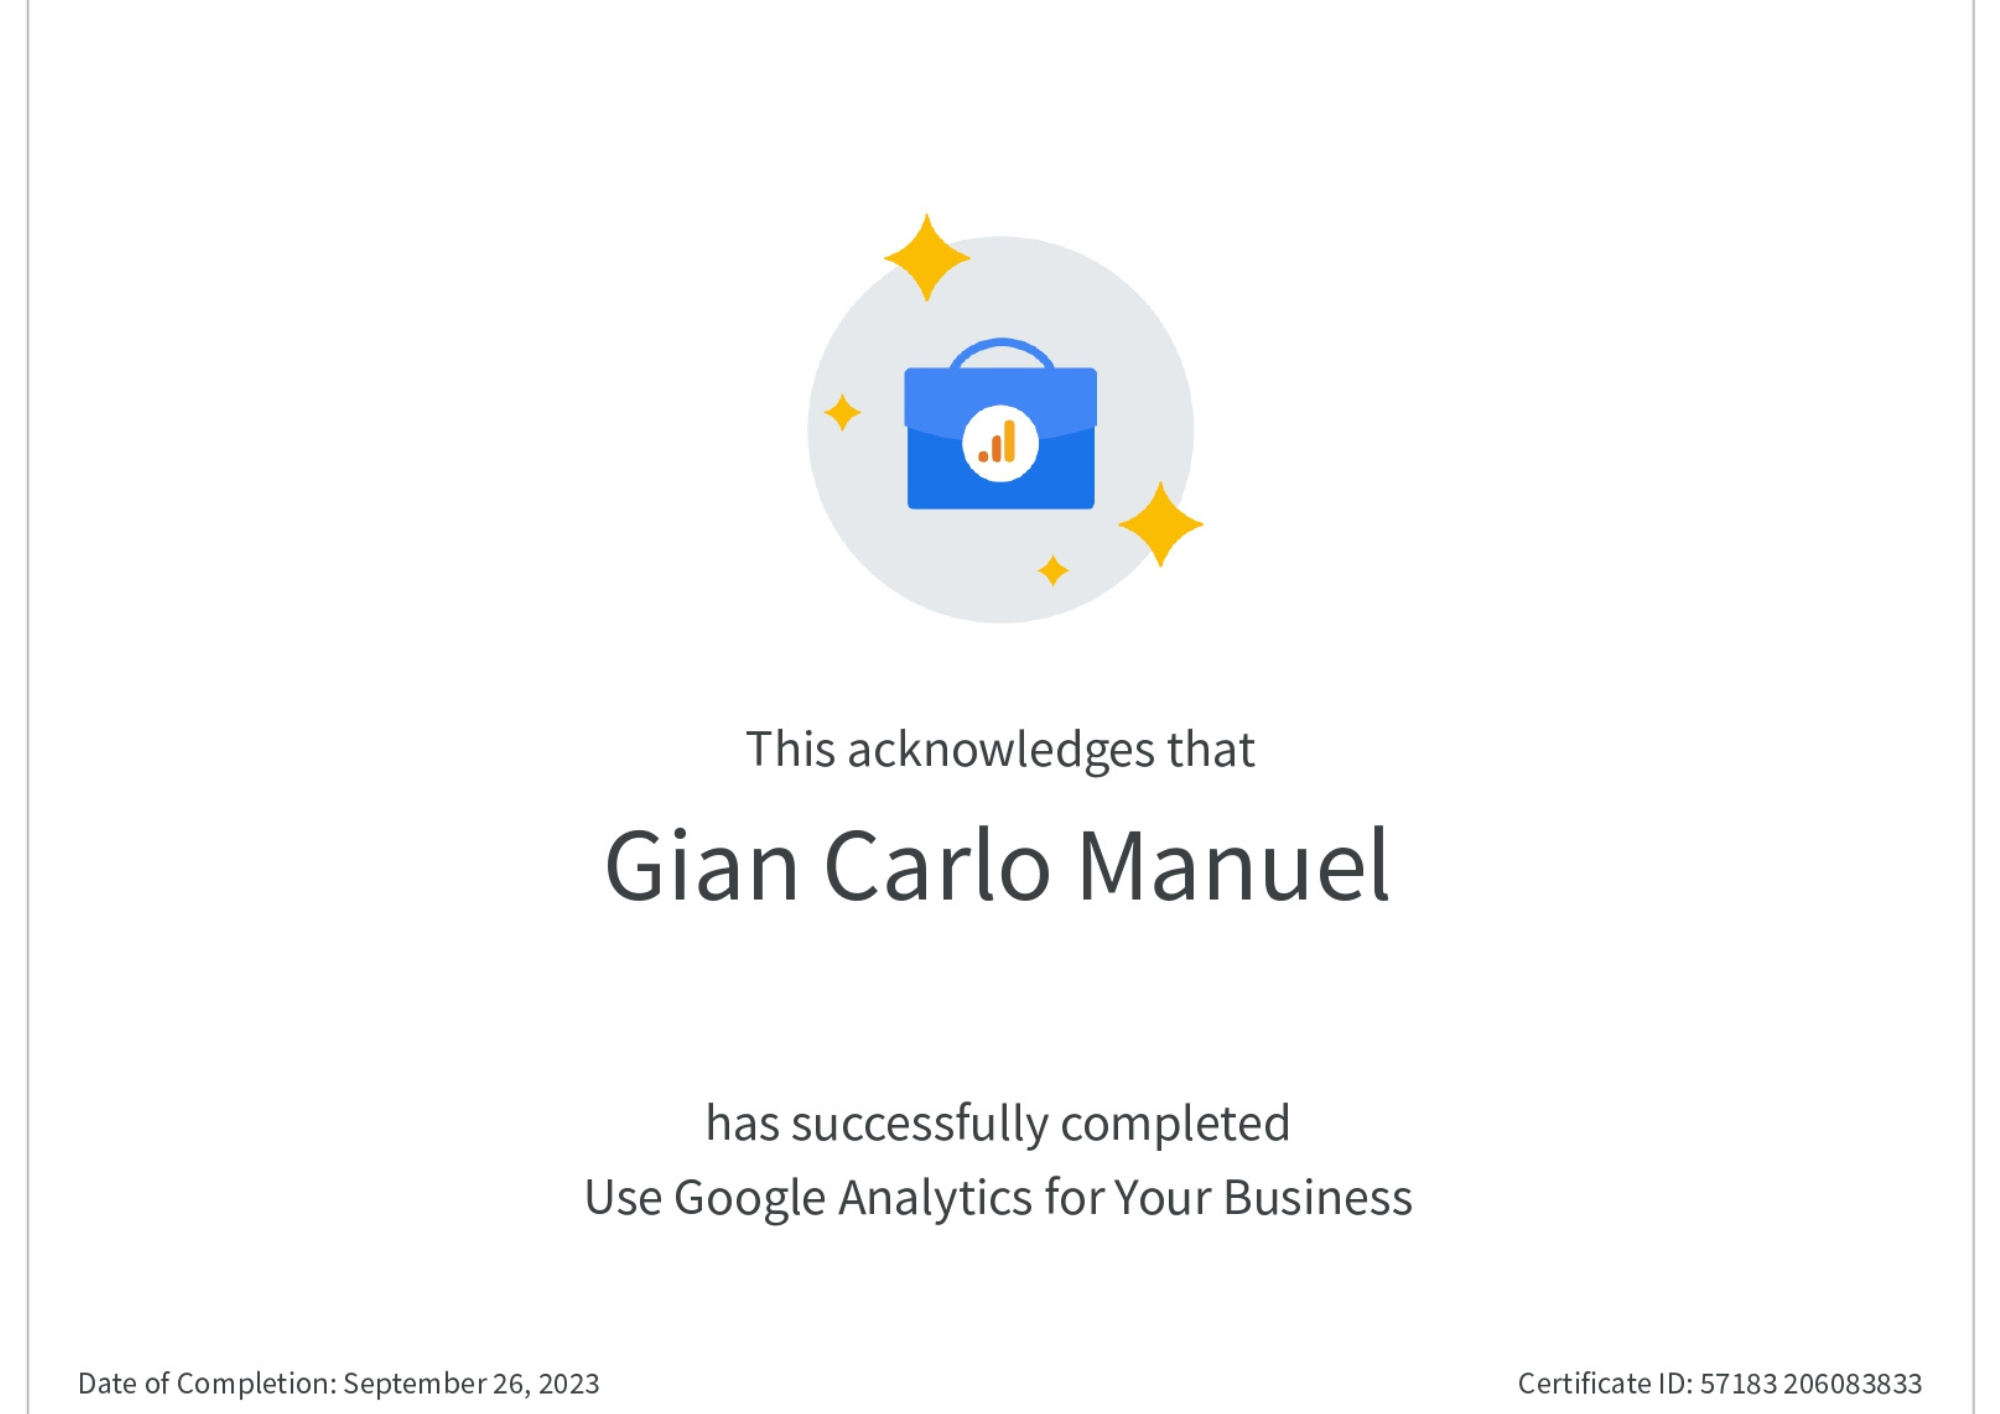 This acknowledges that
Gian Carlo Manuel
has successfully completed
Use Google Analytics for Your Business
Date of Completion: September 26, 2023
Certificate ID: 57183 206083833